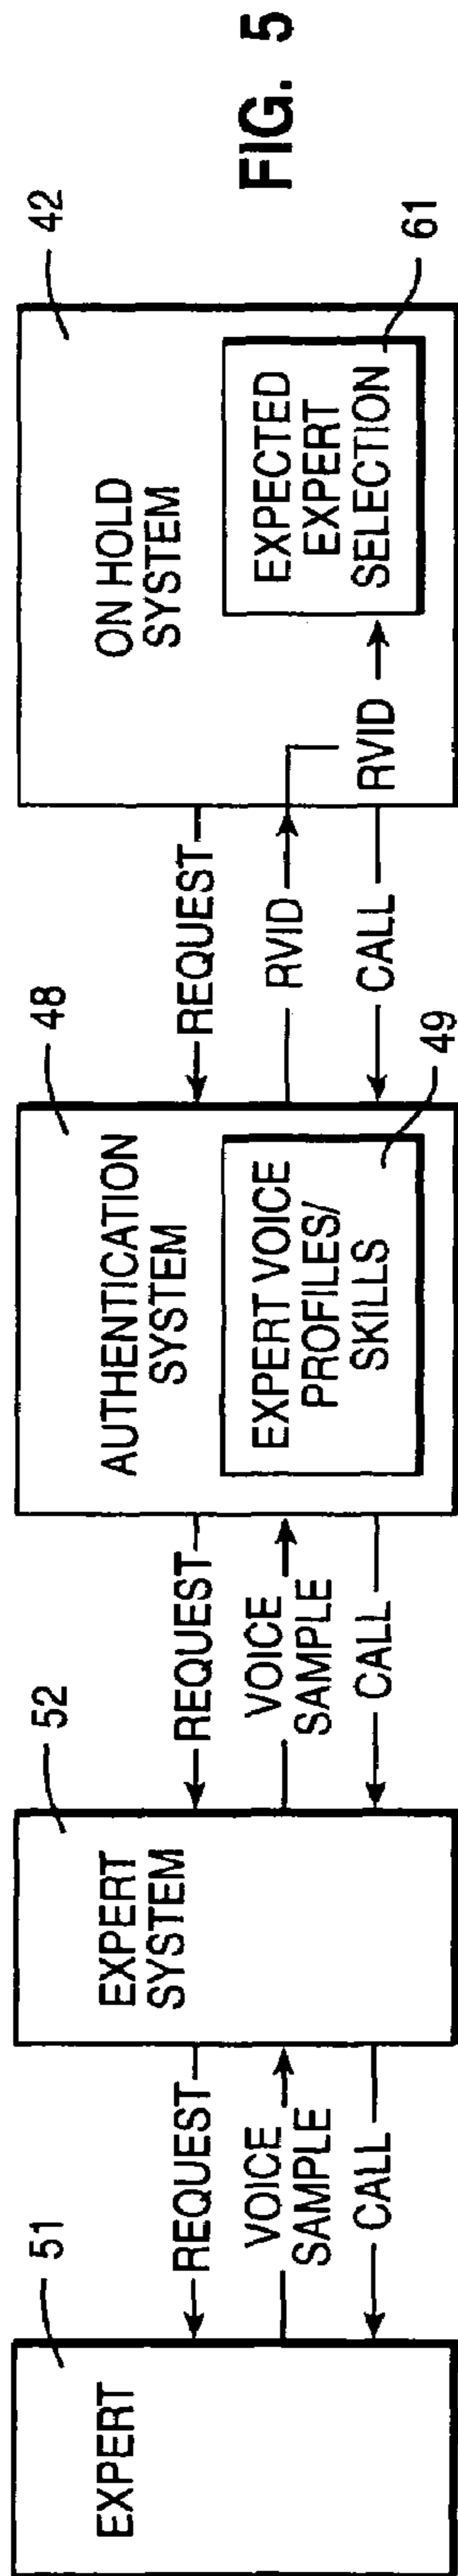 EXPERT
51
REQUEST
VOICE
SAMPLE
CALL
EXPERT
SYSTEM
52
REQUEST
VOICE
SAMPLE
CALL
AUTHENTICATION
SYSTEM
48
EXPERT VOICE
PROFILES/
SKILLS
49
REQUEST
RVID
CALL
ON HOLD
SYSTEM
42
RVID
EXPECTED
EXPERT
SELECTION
61
FIG. 5